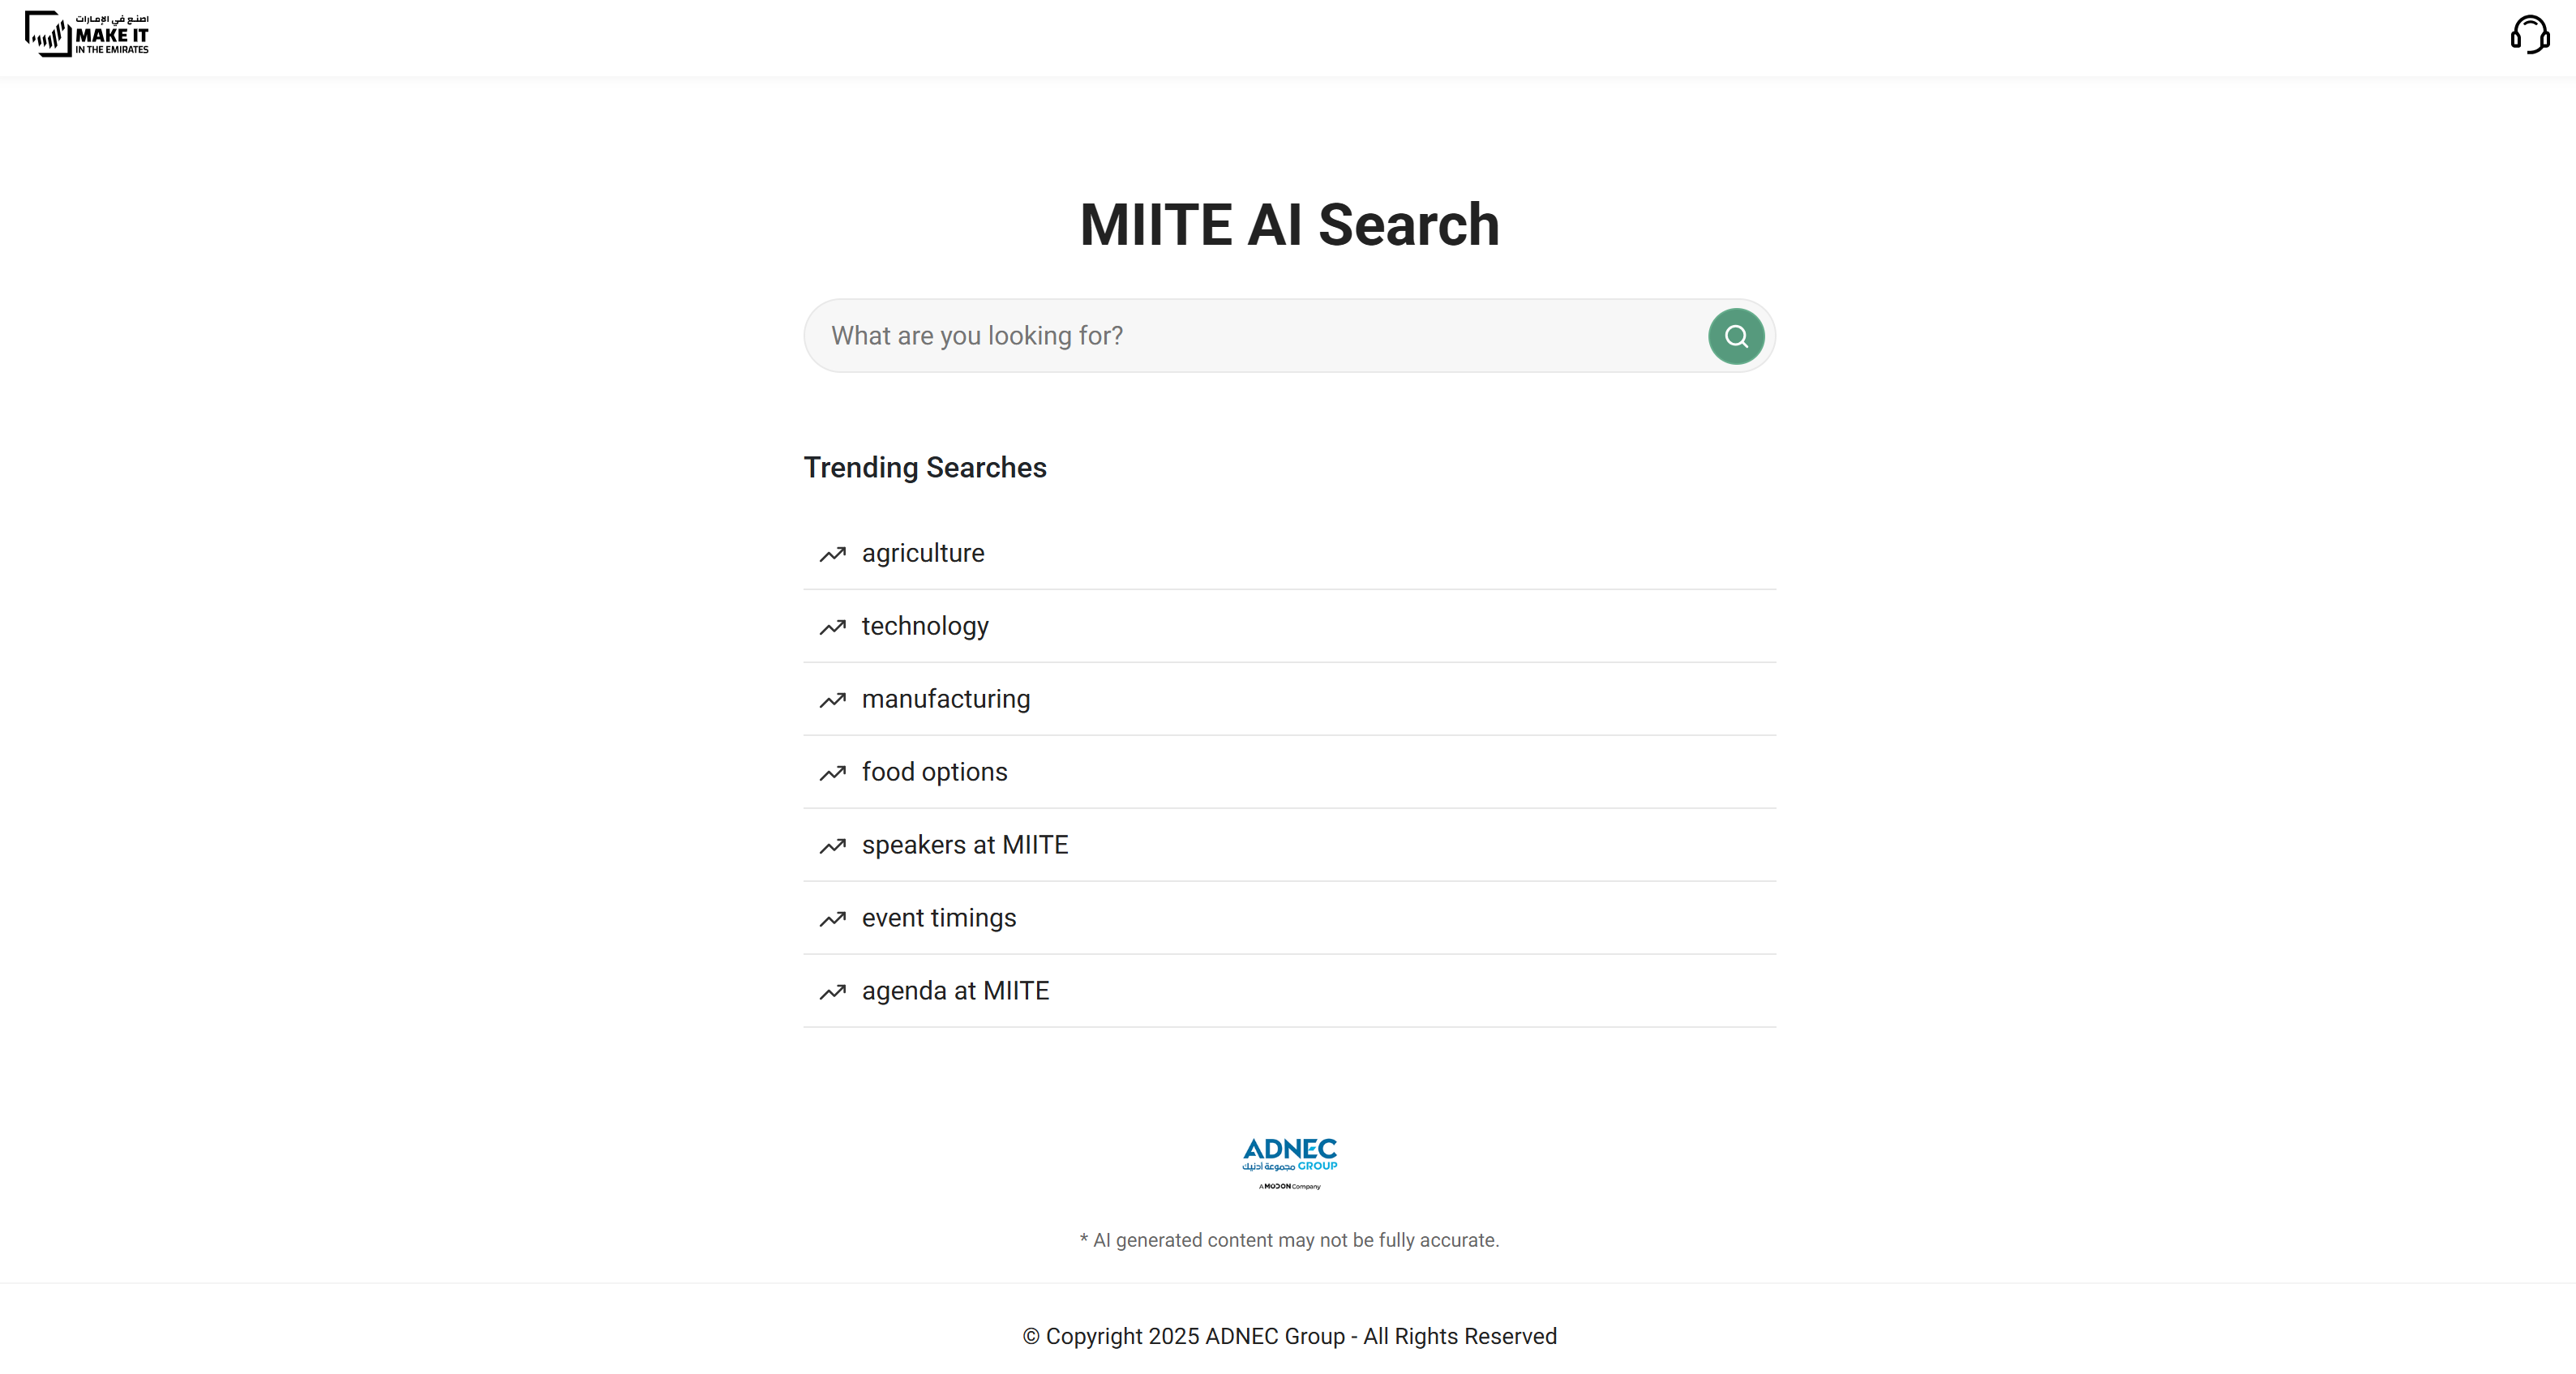 اصنع في الإمارات
MAKE IT
IN THE EMIRATES
MIITE AI Search
What are you looking for?
Trending Searches
agriculture
technology
manufacturing
food options
speakers at MIITE
event timings
agenda at MIITE
ADNEC
مجموعة أدنيك GROUP
A MODON Company
* AI generated content may not be fully accurate.
© Copyright 2025 ADNEC Group - All Rights Reserved